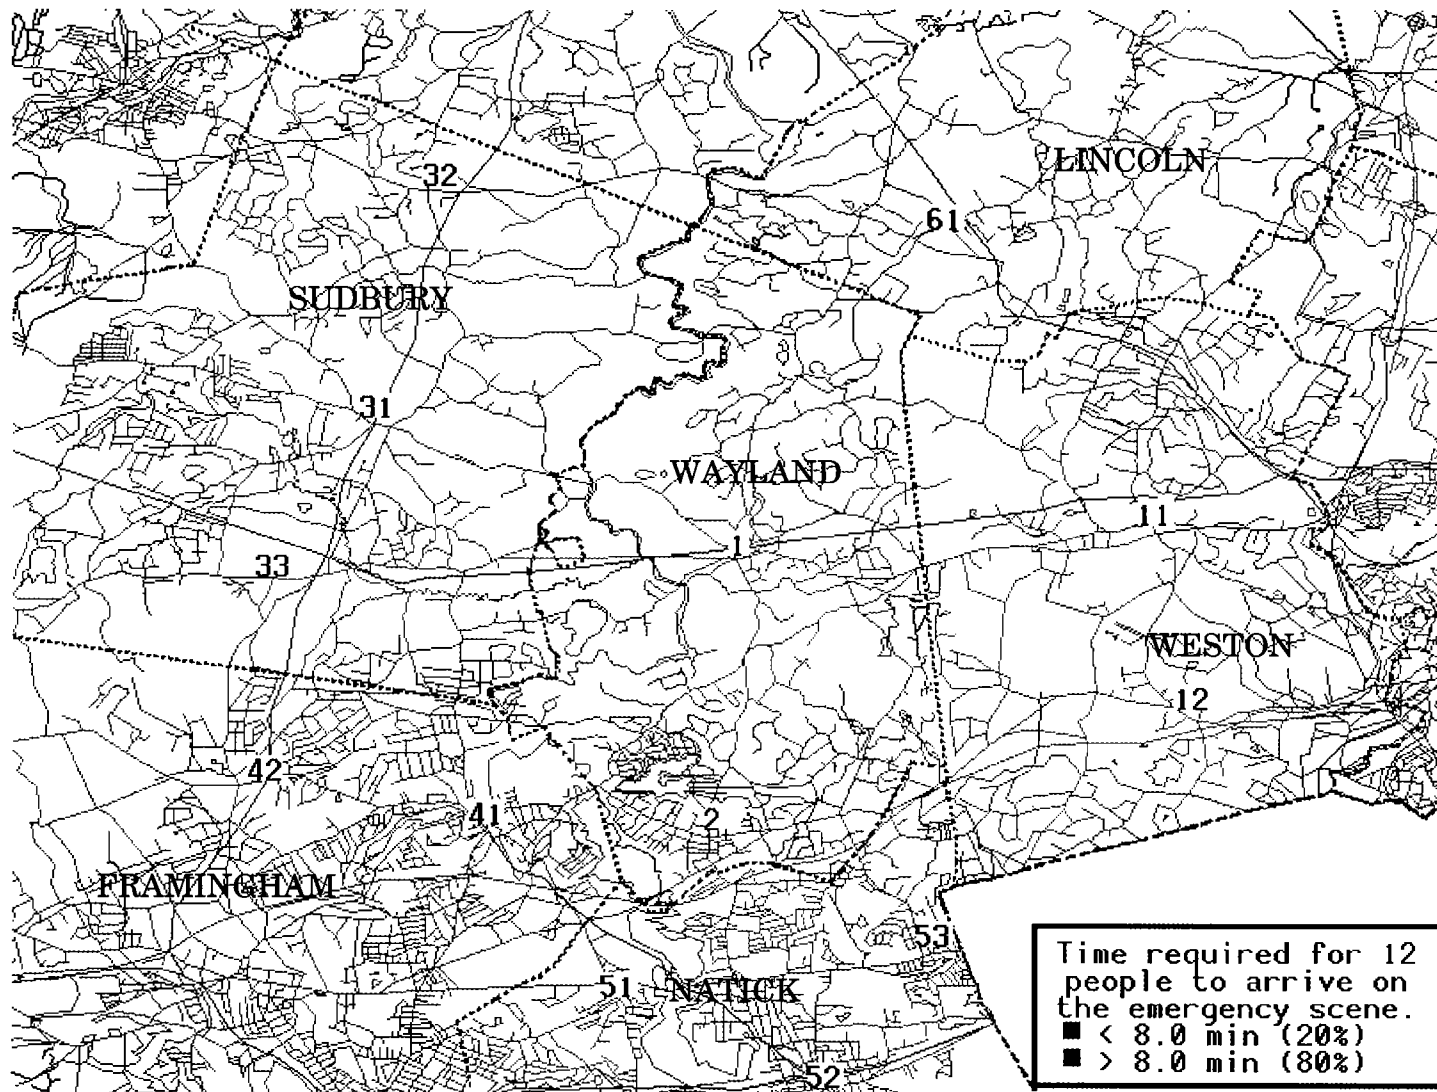 LINCOLN
32
61
SUDBURY
31
WAYLAND
11
1
33
WESTON
12
42
41
2
FRAMINGHAM
53
51 NATICK
52
Time required for 12
people to arrive on
the emergency scene.
■ < 8.0 min (20%)
■ > 8.0 min (80%)